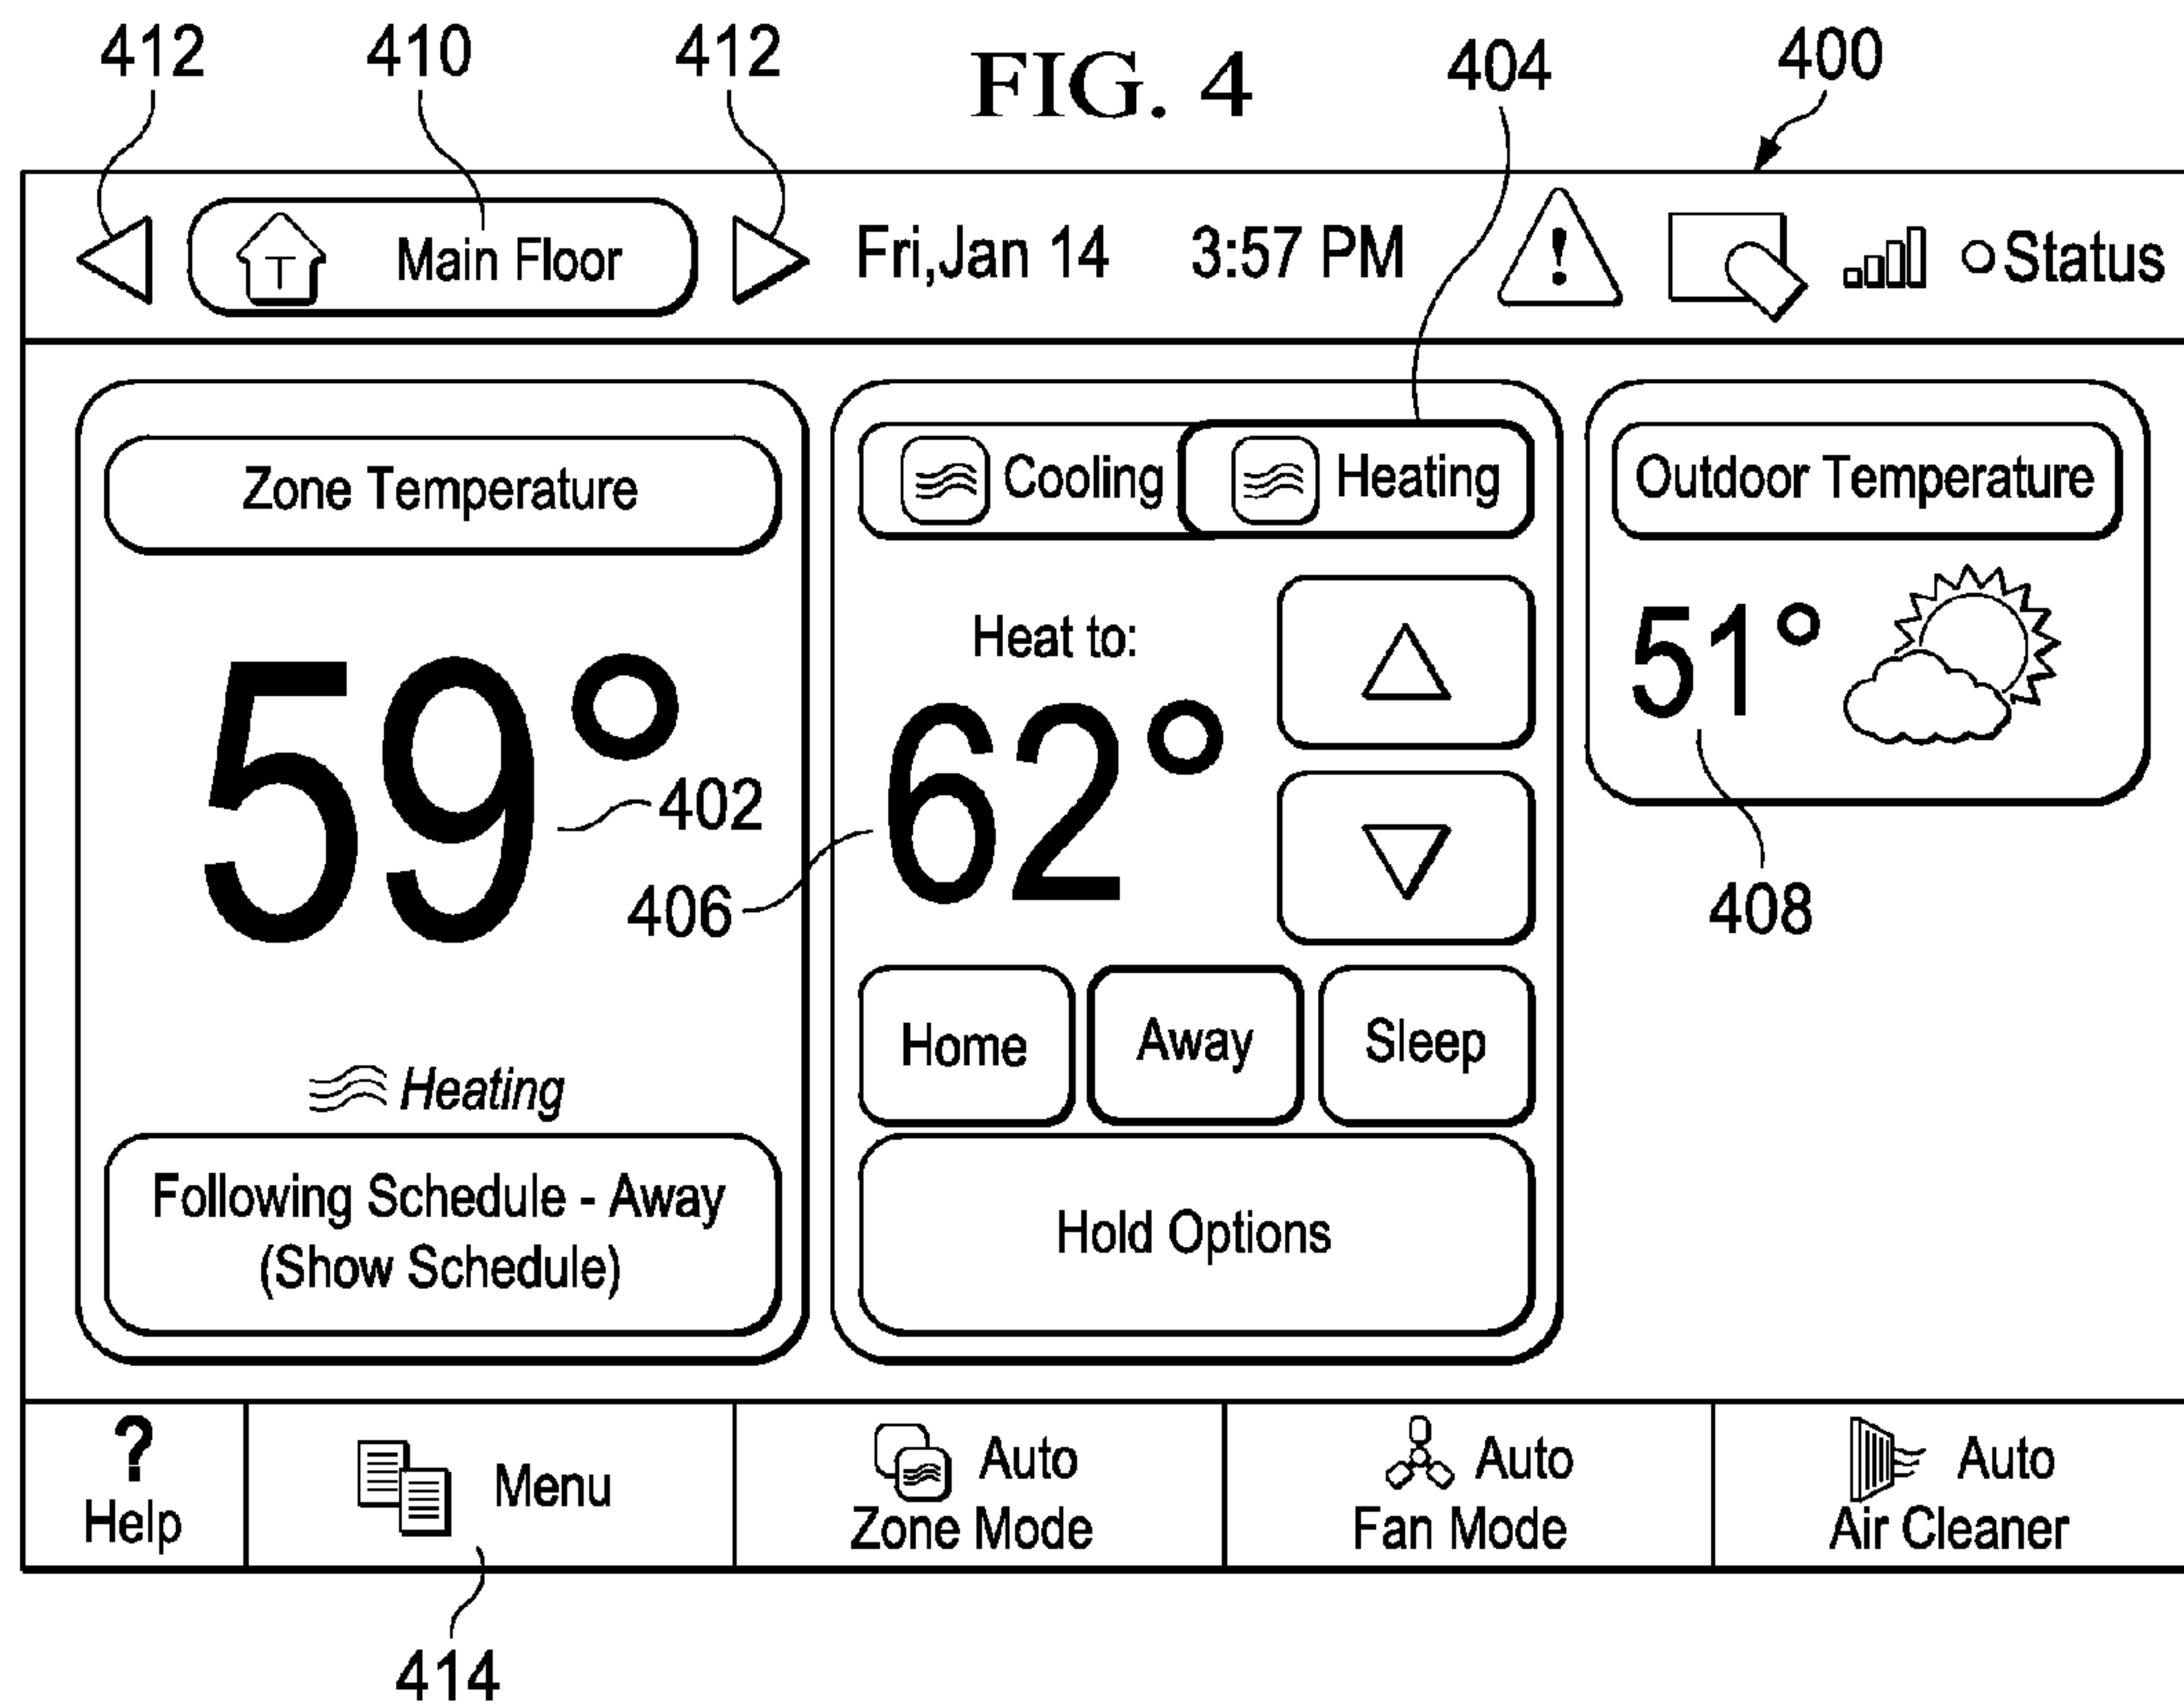 412
410
412
FIG. 4
404
400
T
Main Floor
Fri,Jan 14
3:57 PM
!
Status
Zone Temperature
59°
402
Heating
Following Schedule - Away
(Show Schedule)
Cooling
Heating
Heat to:
62°
406
Home
Away
Sleep
Hold Options
Outdoor Temperature
51°
408
?
Help
Menu
Auto
Zone Mode
Auto
Fan Mode
Auto
Air Cleaner
414